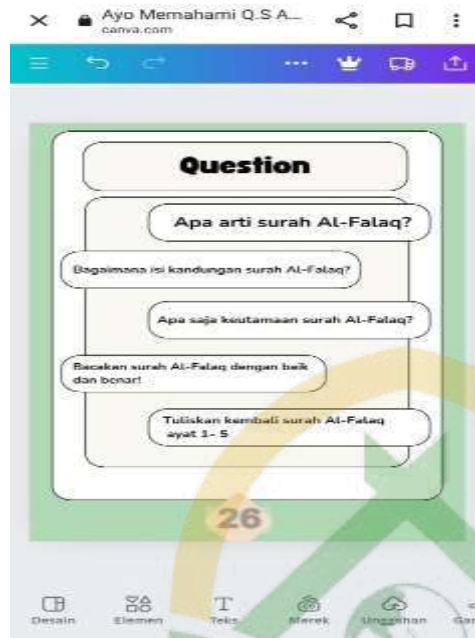 Ayo Memahami Q.S A...
canva.com
Question
Apa arti surah Al-Falaq?
Bagaimana isi kandungan surah Al-Falaq?
Apa saja keutamaan surah Al-Falaq?
Bacakan surah Al-Falaq dengan baik
dan benar!
Tuliskan kembali surah Al-Falaq
ayat 1- 5
26
Desain
Elemen
Teks
Merek
Unggahan